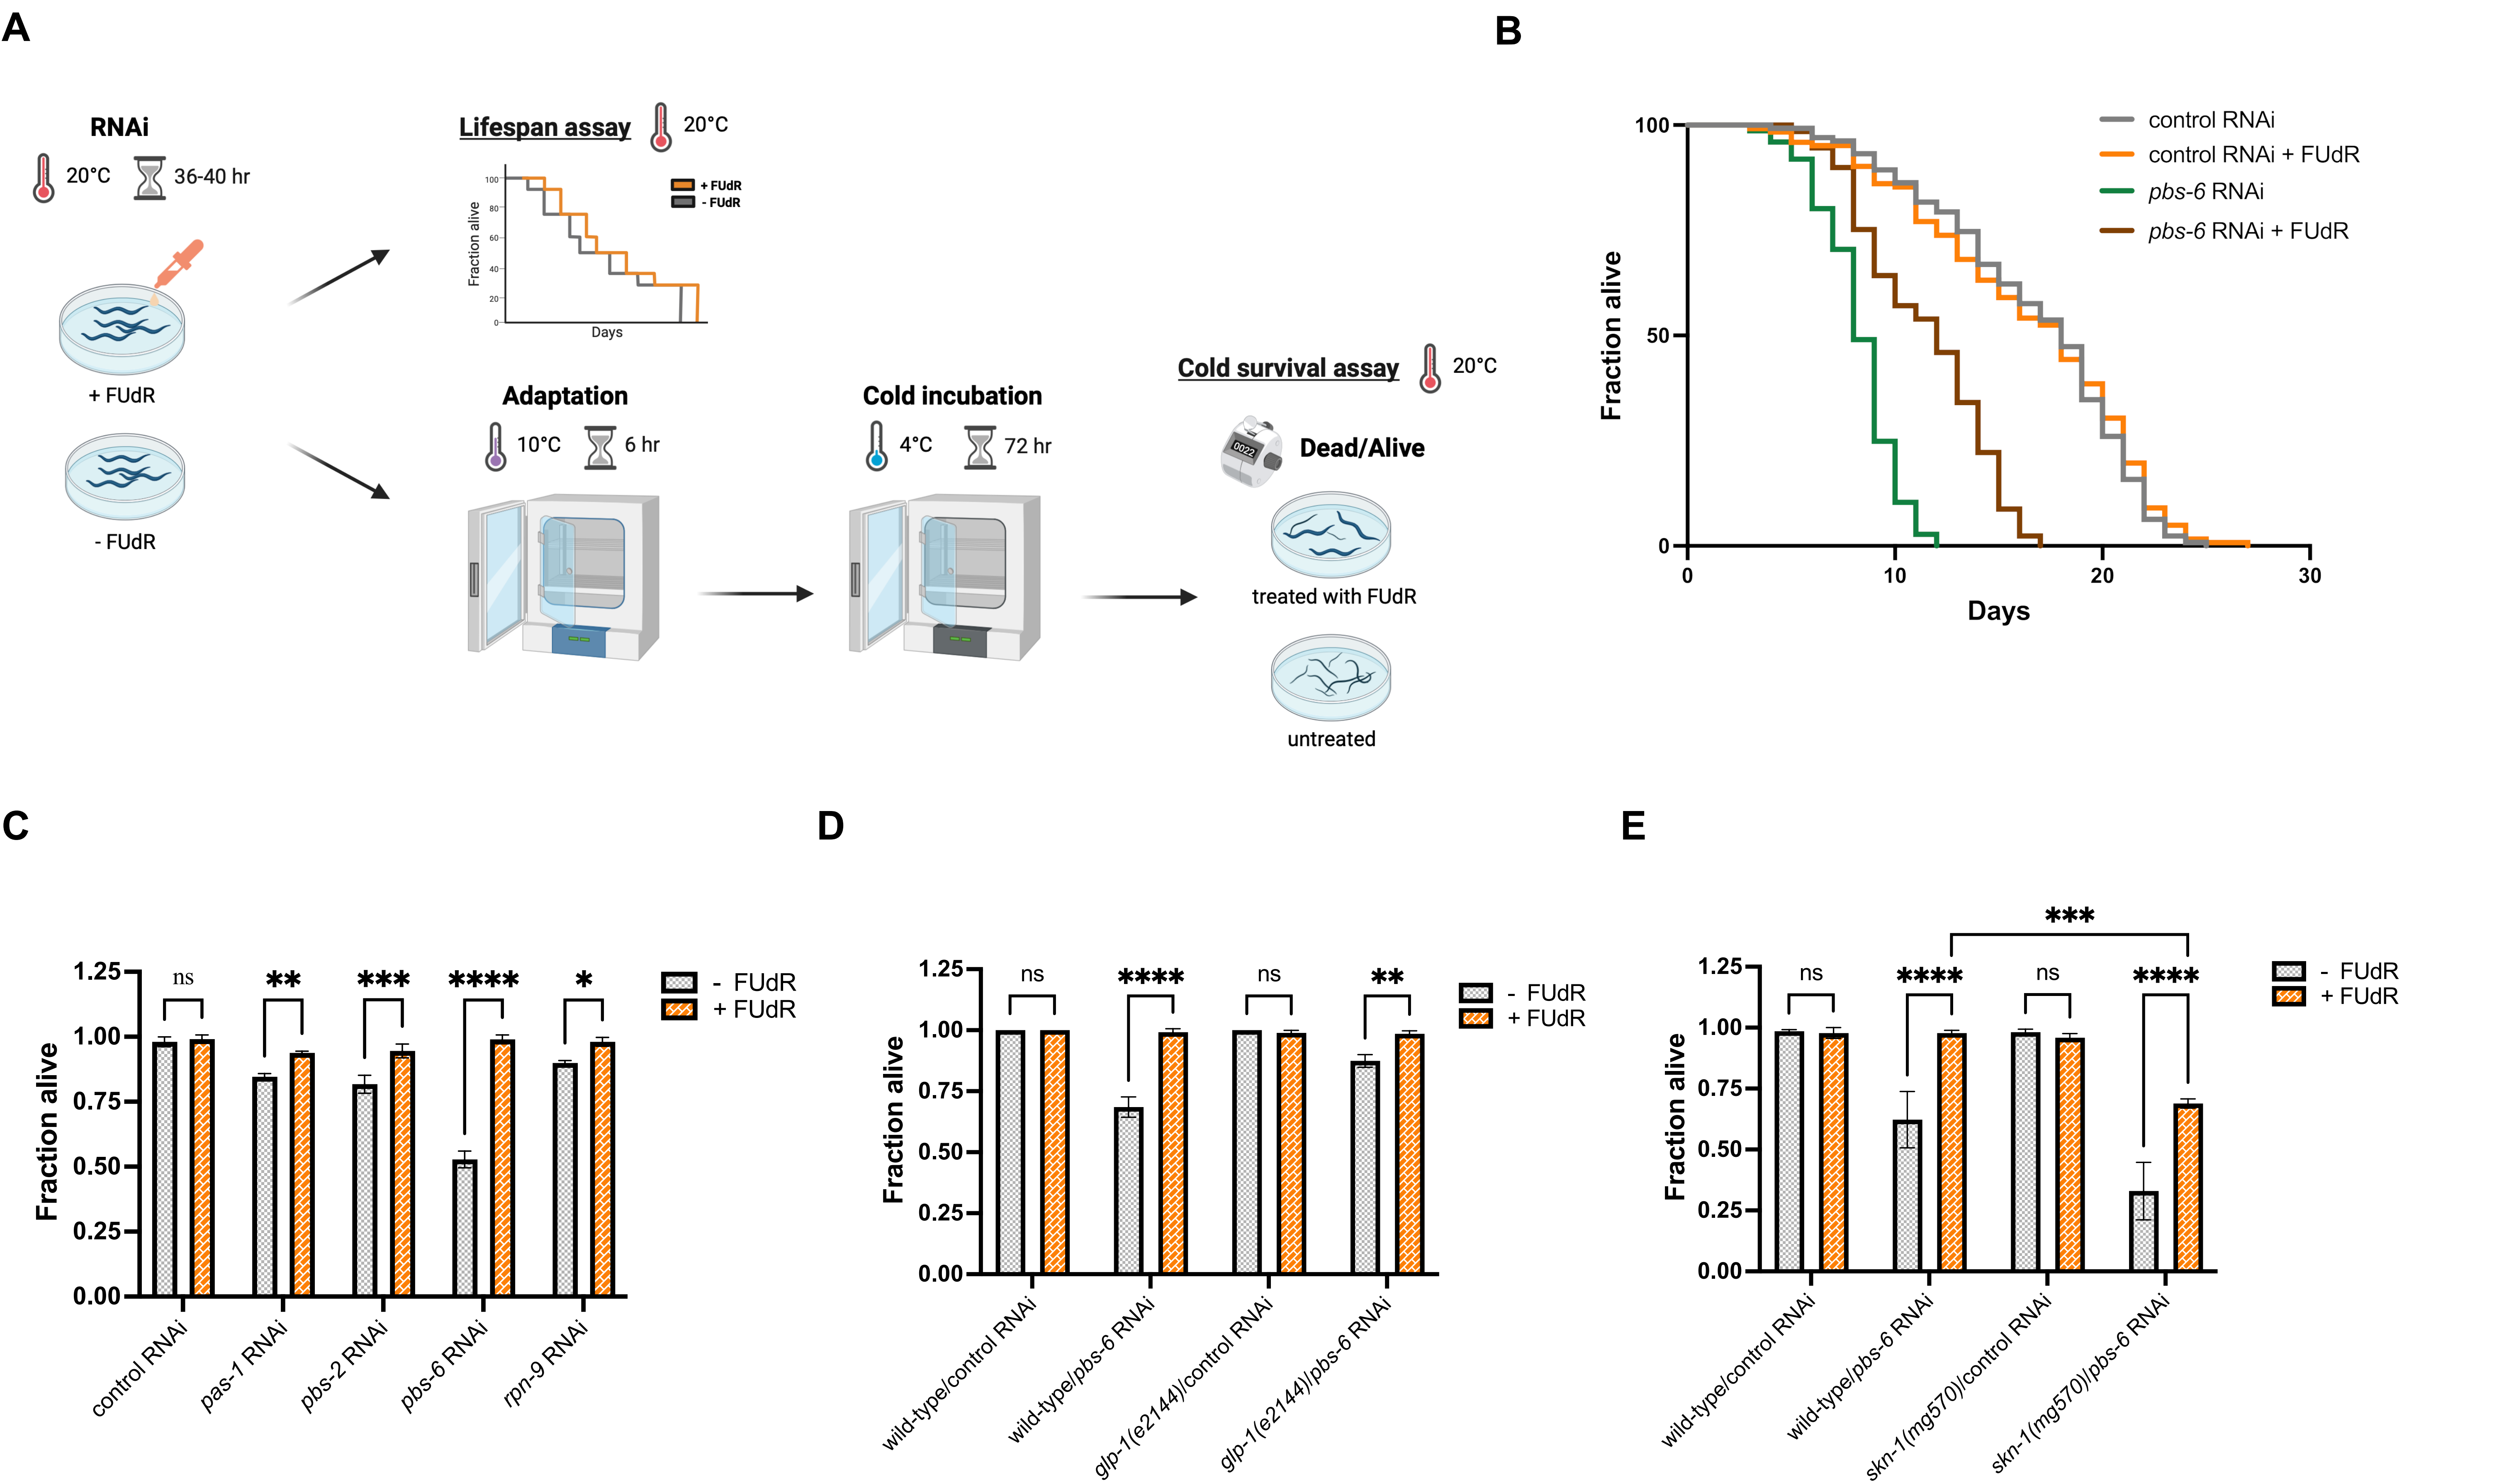 A
RNAi
20°C
36-40 hr
+ FUdR
- FUdR
Lifespan assay
20°C
100
80
60
40
20
0
Fraction alive
Days
+ FUdR
- FUdR
Adaptation
10°C
6 hr
Cold incubation
4°C
72 hr
Cold survival assay
20°C
0022
Dead/Alive
treated with FUdR
untreated
B
100
50
0
Fraction alive
0
10
20
30
Days
control RNAi
control RNAi + FUdR
pbs-6 RNAi
pbs-6 RNAi + FUdR
C
1.25
1.00
0.75
0.50
0.25
0.00
Fraction alive
ns
**
***
****
*
- FUdR
+ FUdR
control RNAi
pas-1 RNAi
pbs-2 RNAi
pbs-6 RNAi
rpn-9 RNAi
D
1.25
1.00
0.75
0.50
0.25
0.00
Fraction alive
ns
****
ns
**
- FUdR
+ FUdR
wild-type/control RNAi
wild-type/pbs-6 RNAi
glp-1(e2144)/control RNAi
glp-1(e2144)/pbs-6 RNAi
E
1.25
1.00
0.75
0.50
0.25
0.00
Fraction alive
***
ns
****
ns
****
- FUdR
+ FUdR
wild-type/control RNAi
wild-type/pbs-6 RNAi
skn-1(mg570)/control RNAi
skn-1(mg570)/pbs-6 RNAi